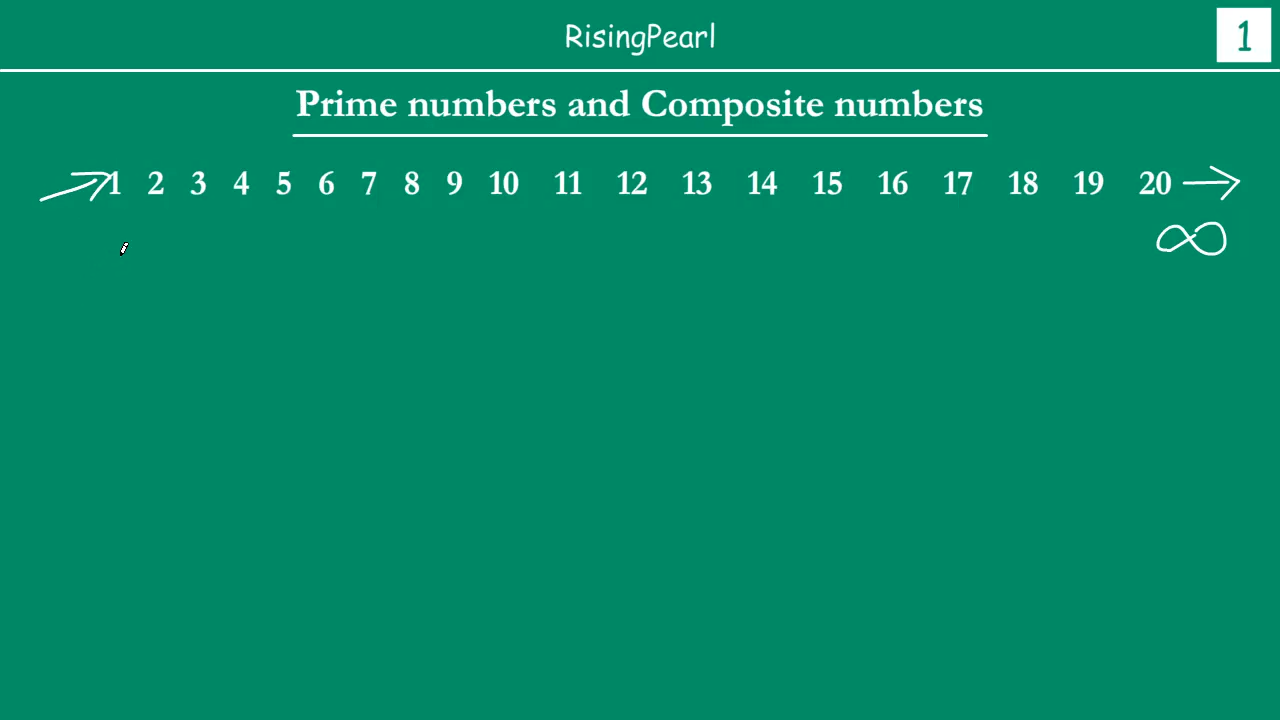 RisingPearl
1
Prime numbers and Composite numbers
1 2 3 4 5 6 7 8 9 10 11 12 13 14 15 16 17 18 19 20 →
∞